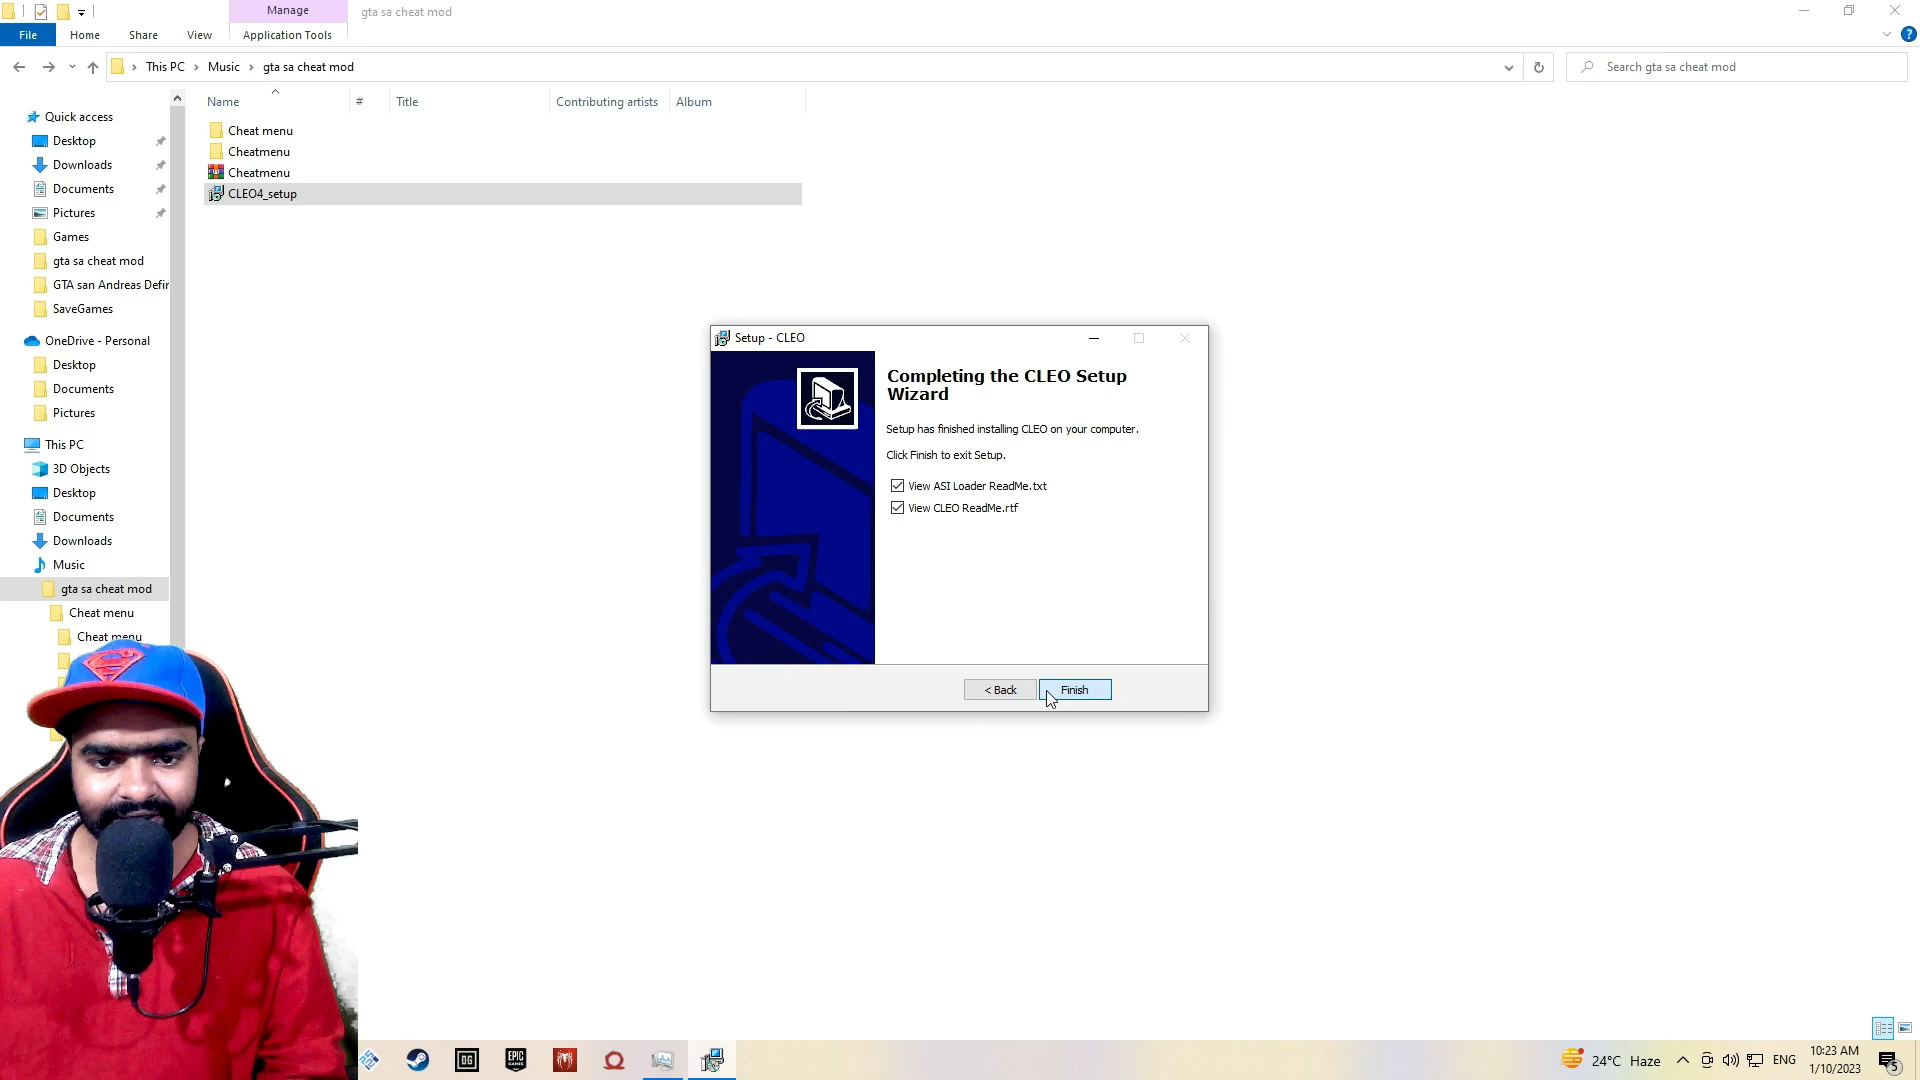 Manage
gta sa cheat mod
File
Home
Share
View
Application Tools
This PC
Music
gta sa cheat mod
Search gta sa cheat mod
Name
#
Title
Contributing artists
Album
Quick access
Desktop
Downloads
Documents
Pictures
Games
gta sa cheat mod
GTA san Andreas Defin
SaveGames
OneDrive - Personal
Desktop
Documents
Pictures
This PC
3D Objects
Desktop
Documents
Downloads
Music
gta sa cheat mod
Cheat menu
Cheat menu
Cheat menu
Cheatmenu
Cheatmenu
CLEO4_setup
Setup - CLEO
Completing the CLEO Setup
Wizard
Setup has finished installing CLEO on your computer.
Click Finish to exit Setup.
View ASI Loader ReadMe.txt
View CLEO ReadMe.rtf
< Back
Finish
OG
EPIC
GAMES
24°C Haze
ENG
10:23 AM
1/10/2023
5